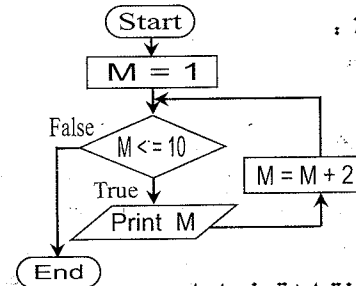 Start
M = 1
False
M <= 10
True
M = M + 2
Print M
End